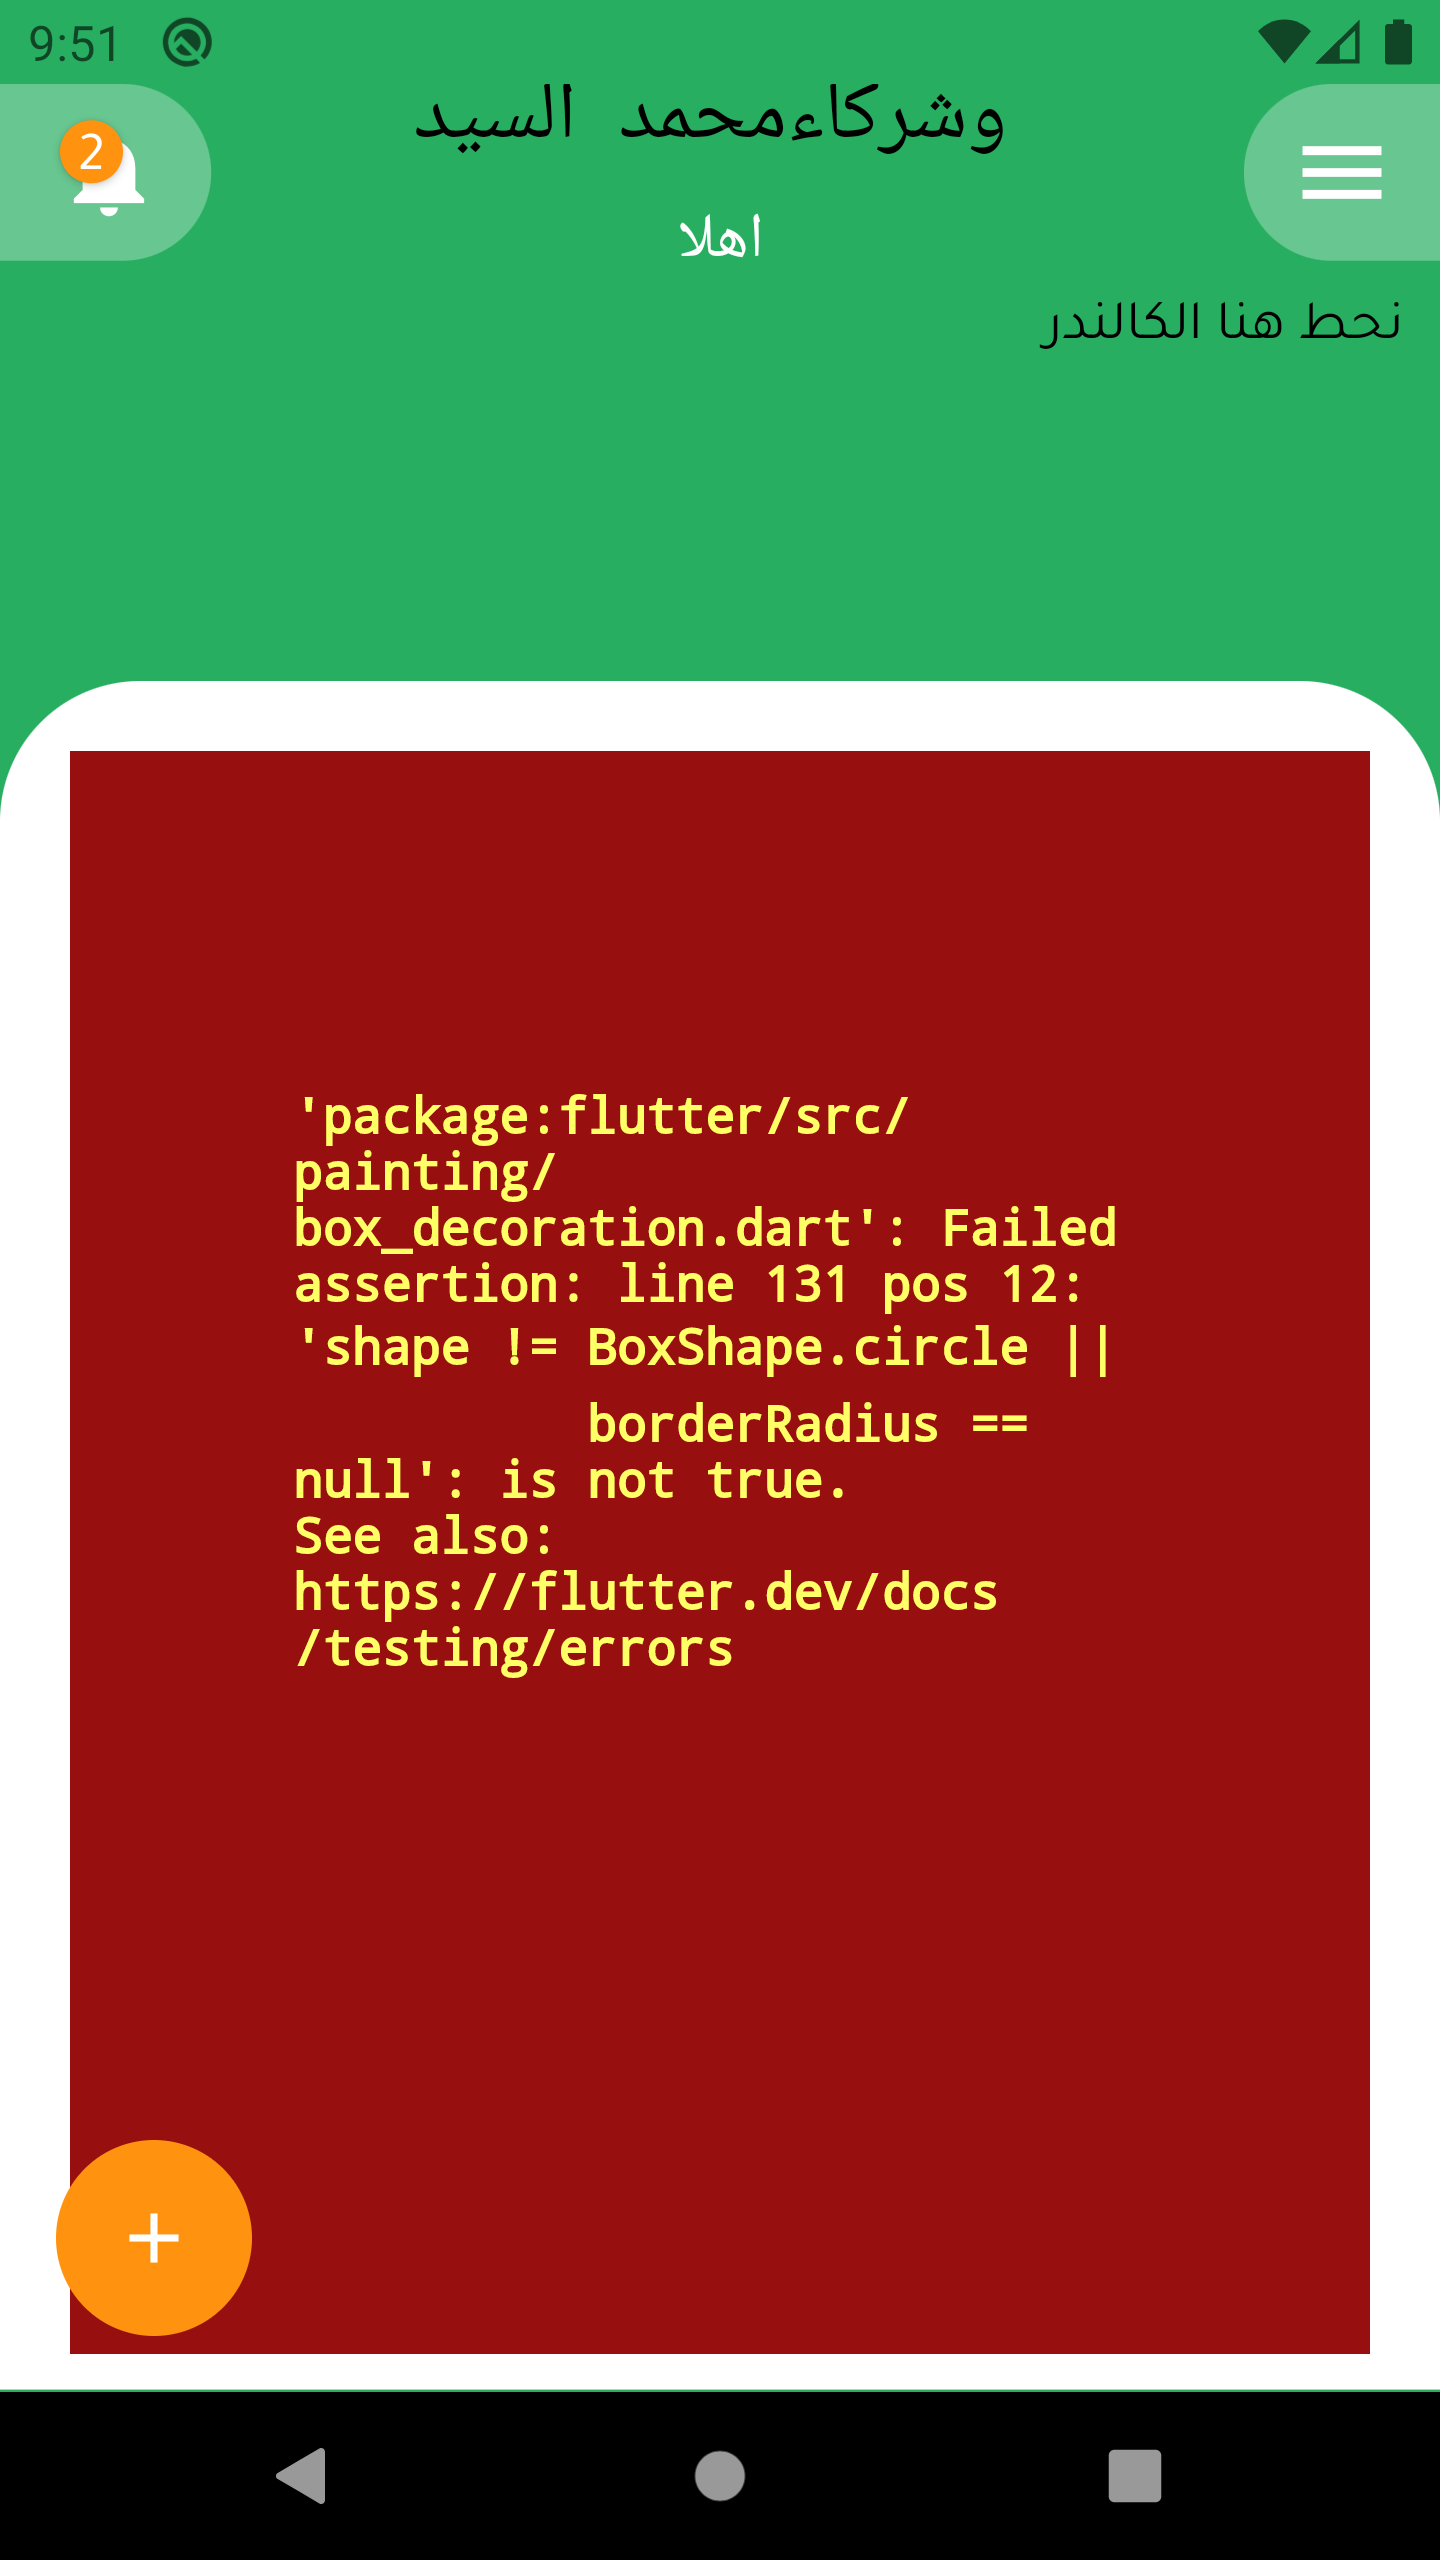 9:51
2
وشركاءمحمد السيد
اهلا
نحط هنا الكالندر
'package:flutter/src/
painting/
box_decoration.dart': Failed
assertion: line 131 pos 12:
'shape != BoxShape.circle ||
borderRadius ==
null': is not true.
See also:
https://flutter.dev/docs
/testing/errors